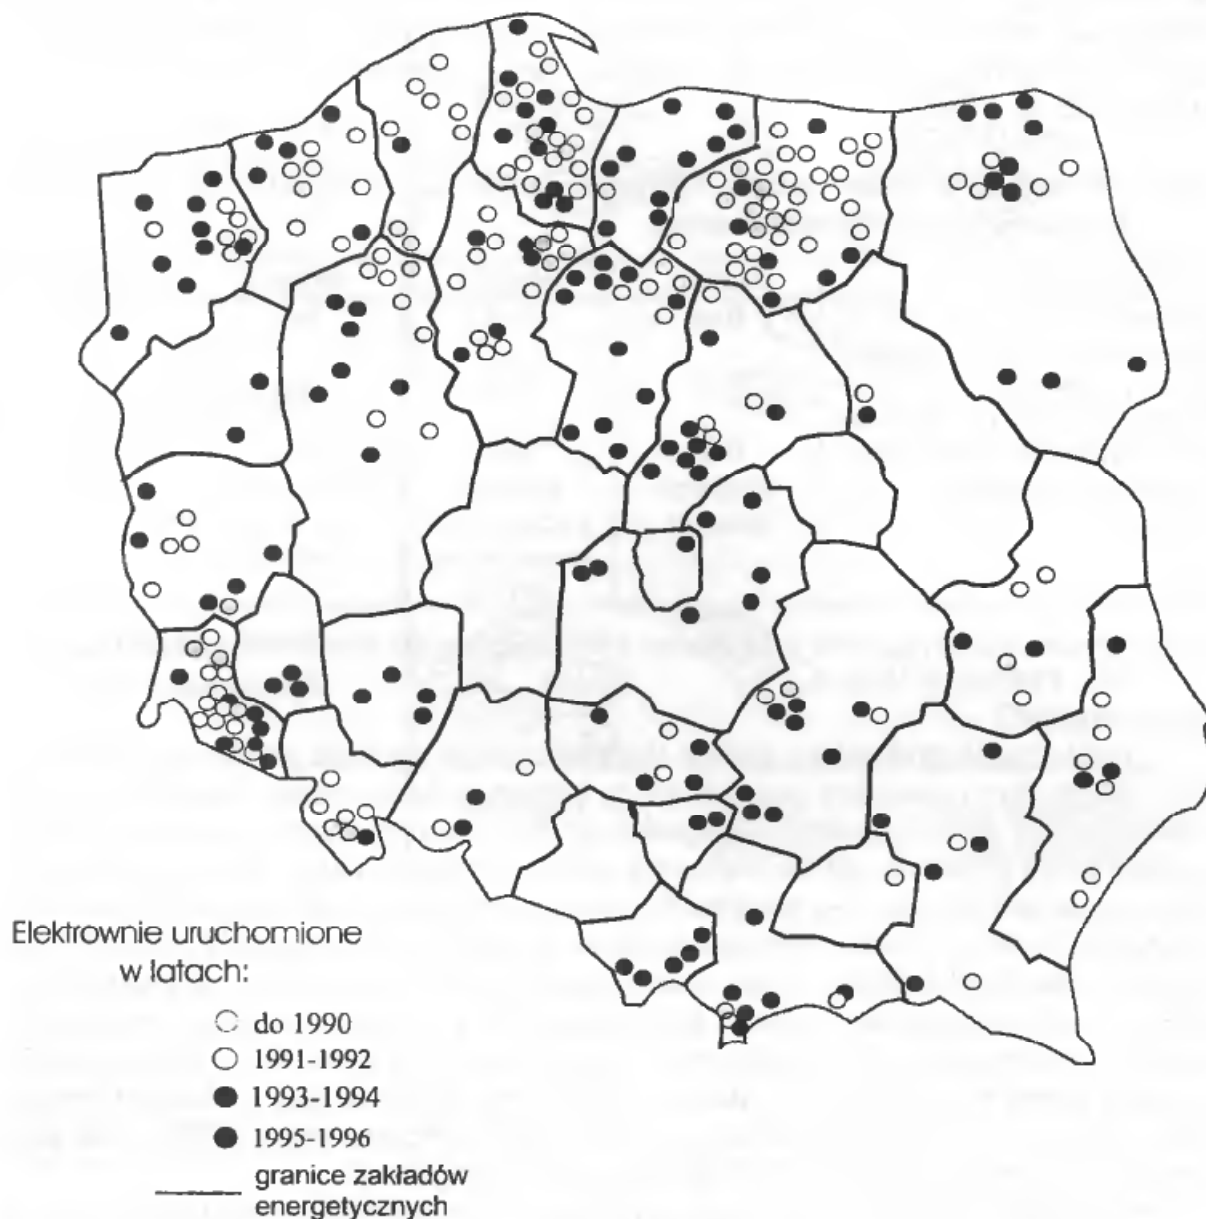 Elektrownie uruchomione
w latach:
do 1990
1991-1992
1993-1994
1995-1996
granice zakładów
energetycznych